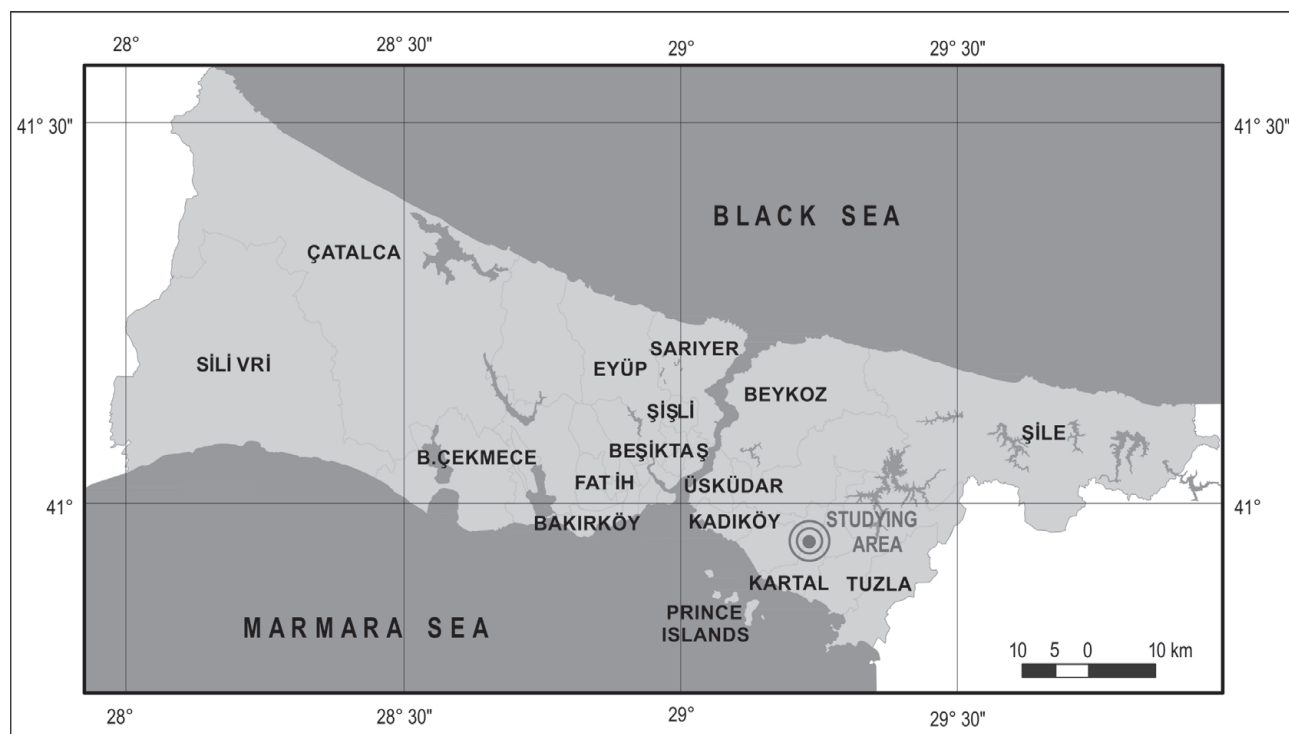 28° 28° 30" 29° 29° 30"
41° 30" 41° 30"
BLACK SEA
ÇATALCA
SARIYER
SİLİ VRİ
EYÜP
BEYKOZ
ŞİŞLİ
ŞİLE
BEŞİKTAŞ
B.ÇEKMECE
FAT İH
ÜSKÜDAR
41° 41°
BAKIRKÖY
KADIKÖY
STUDYING
AREA
KARTAL
TUZLA
PRINCE
ISLANDS
MARMARA SEA
10 5 0 10 km
28° 28° 30" 29° 29° 30"